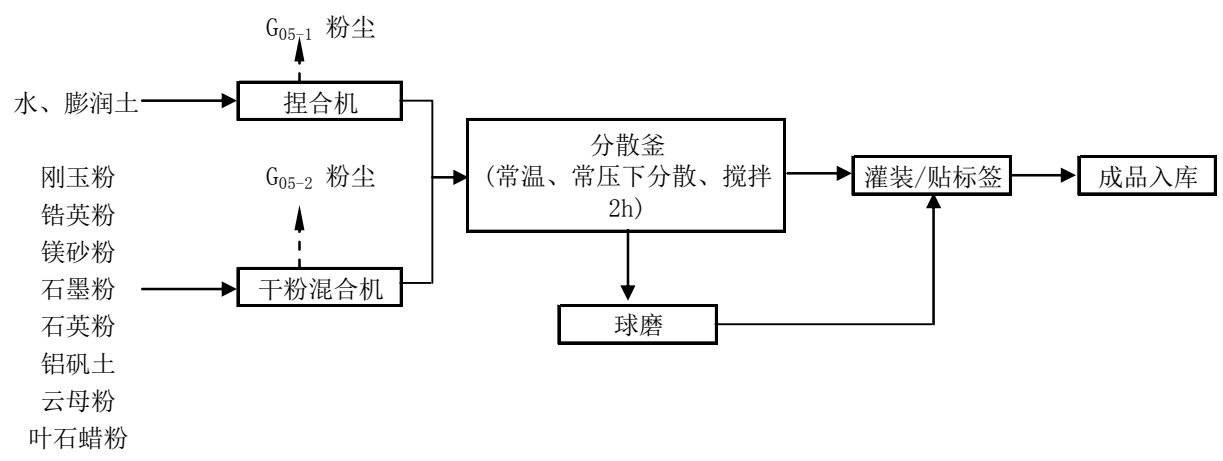 G05-1 粉尘
水、膨润土
捏合机
刚玉粉
锆英粉
镁砂粉
石墨粉
石英粉
铝矾土
云母粉
叶石蜡粉
G05-2 粉尘
干粉混合机
分散釜
(常温、常压下分散、搅拌
2h)
球磨
灌装/贴标签
成品入库